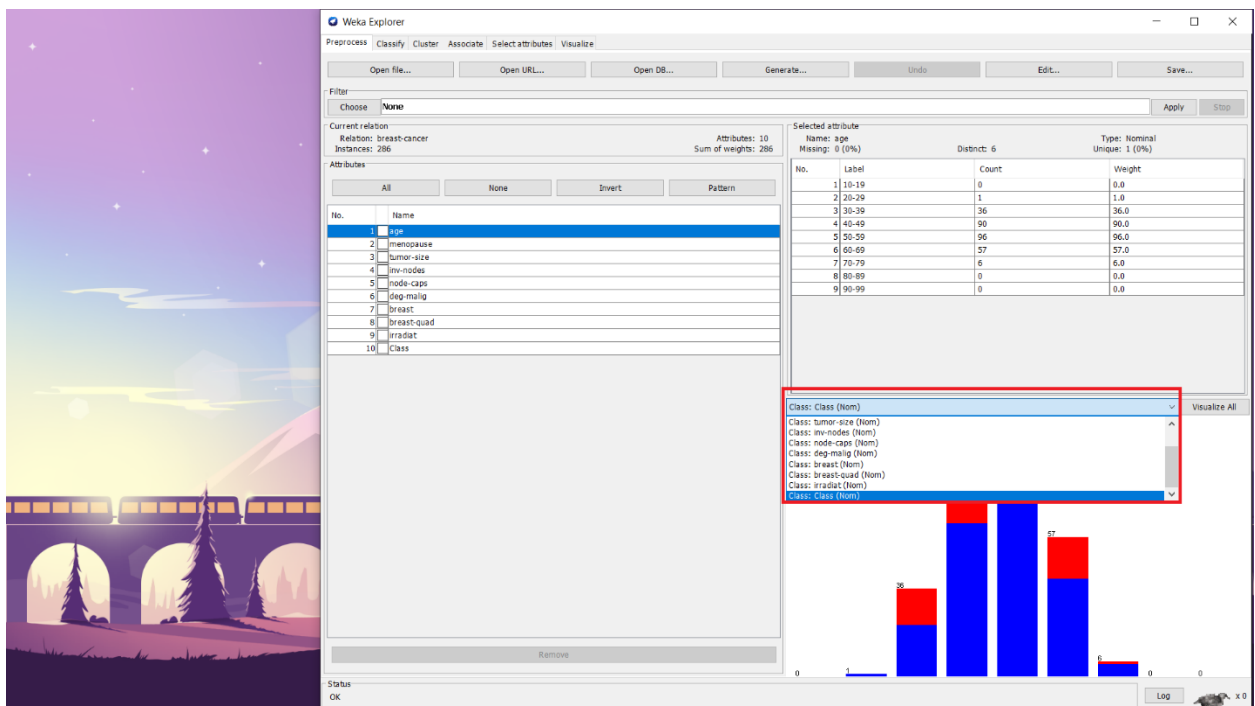 Weka Explorer
Preprocess Classify Cluster Associate Select attributes Visualize
Open file... Open URL... Open DB... Generate... Undo Edit... Save...
Filter
Choose None Apply Stop
Current relation
Relation: breast-cancer Attributes: 10
Instances: 286 Sum of weights: 286
Attributes
All None Invert Pattern
No. Name
1 age
2 menopause
3 tumor-size
4 inv-nodes
5 node-caps
6 deg-malig
7 breast
8 breast-quad
9 irradiat
10 Class
Remove
Selected attribute
Name: age Type: Nominal
Missing: 0 (0%) Distinct: 6 Unique: 1 (0%)
No. Label Count Weight
1 10-19 0 0.0
2 20-29 1 1.0
3 30-39 36 36.0
4 40-49 90 90.0
5 50-59 96 96.0
6 60-69 57 57.0
7 70-79 6 6.0
8 80-89 0 0.0
9 90-99 0 0.0
Class: Class (Nom) Visualize All
Class: tumor-size (Nom)
Class: inv-nodes (Nom)
Class: node-caps (Nom)
Class: deg-malig (Nom)
Class: breast (Nom)
Class: breast-quad (Nom)
Class: irradiat (Nom)
Class: Class (Nom)
57
36
6
0 1 0 0
Status
OK Log x 0